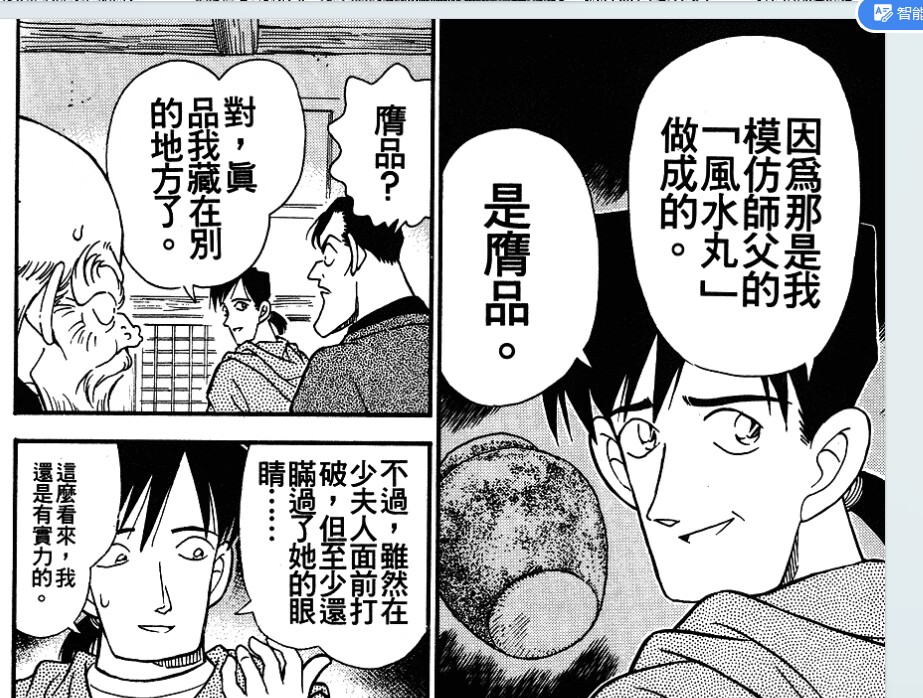 因爲那是我
模仿師父的
「風水丸」
做成的。
是贋品。
贋品？
對，眞
品我藏在別
的地方了。
不過，雖然在
少夫人面前打
破，但至少還
瞞過了她的眼
睛……
這麼看來，我
還是有實力的。
智能